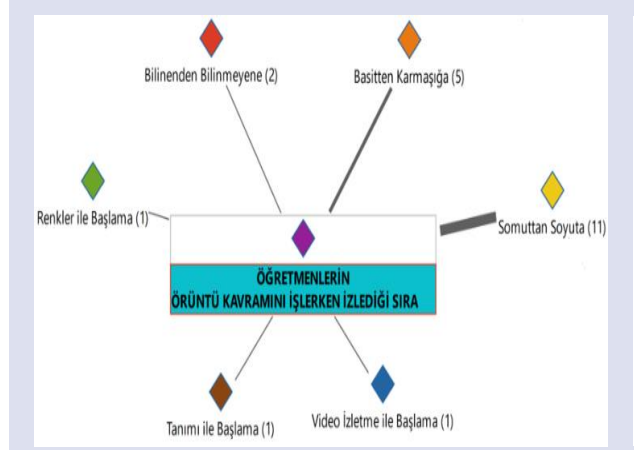 Bilinenden Bilinmeyene (2)
Basitten Karmaşığa (5)
Renkler ile Başlama (1)
Somuttan Soyuta (11)
ÖĞRETMENLERİN
ÖRÜNTÜ KAVRAMINI İŞLERKEN İZLEDİĞİ SIRA
Tanımı ile Başlama (1)
Video İzletme ile Başlama (1)